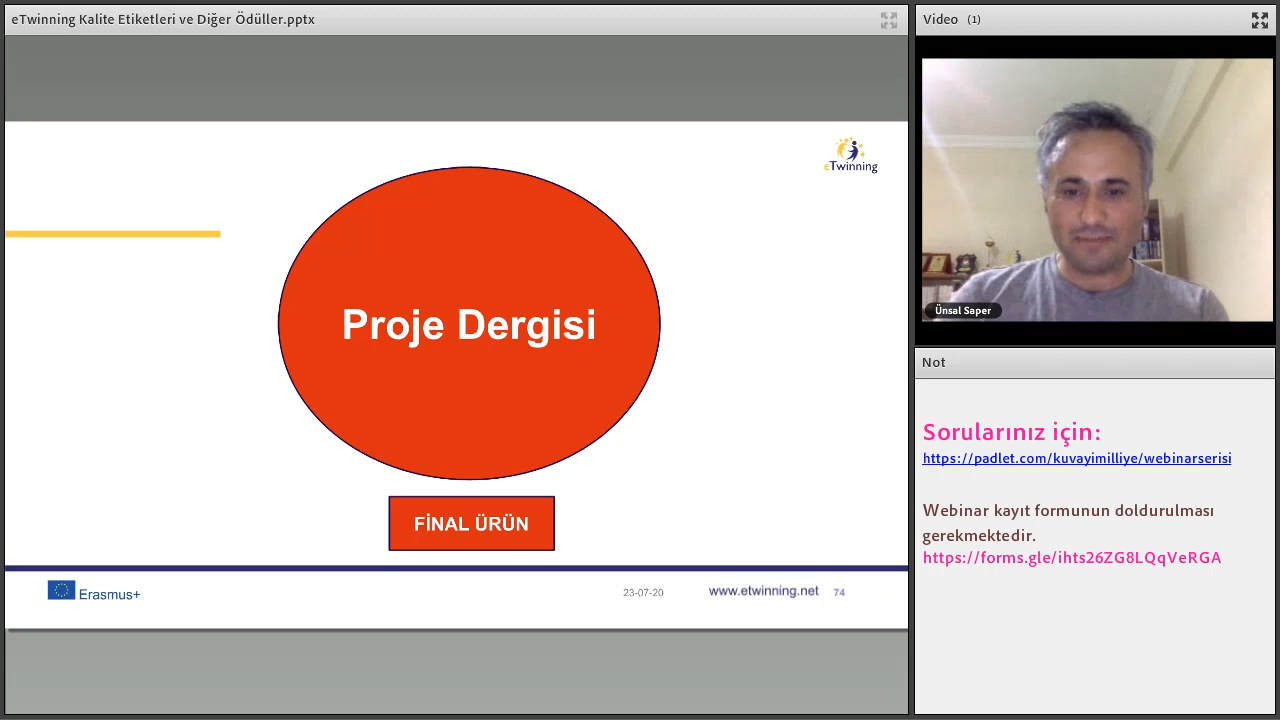 eTwinning Kalite Etiketleri ve Diğer Ödüller.pptx
eTwinning
Proje Dergisi
FİNAL ÜRÜN
Erasmus+
23-07-20
www.etwinning.net
74
Video (1)
Ünsal Saper
Not
Sorularınız için:
https://padlet.com/kuvayimilliye/webinarserisi
Webinar kayıt formunun doldurulması
gerekmektedir.
https://forms.gle/ihts26ZG8LQqVeRGA